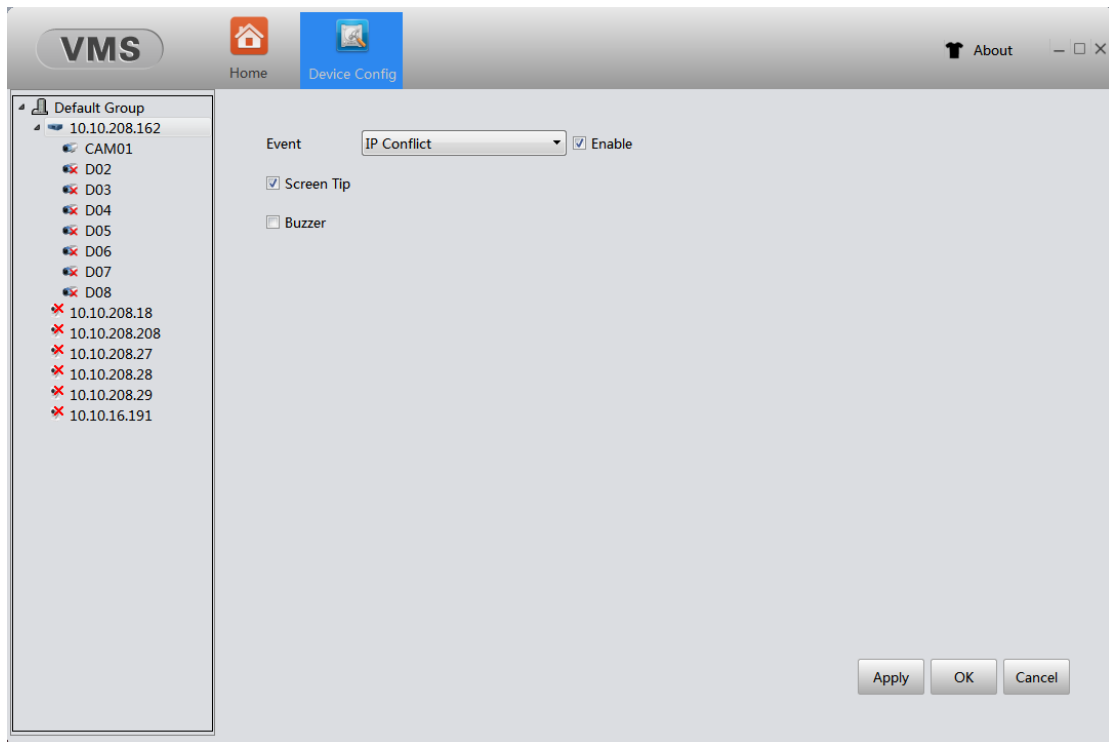 VMS
Home
Device Config
About
Default Group
10.10.208.162
CAM01
D02
D03
D04
D05
D06
D07
D08
10.10.208.18
10.10.208.208
10.10.208.27
10.10.208.28
10.10.208.29
10.10.16.191
Event IP Conflict Enable
Screen Tip
Buzzer
Apply OK Cancel